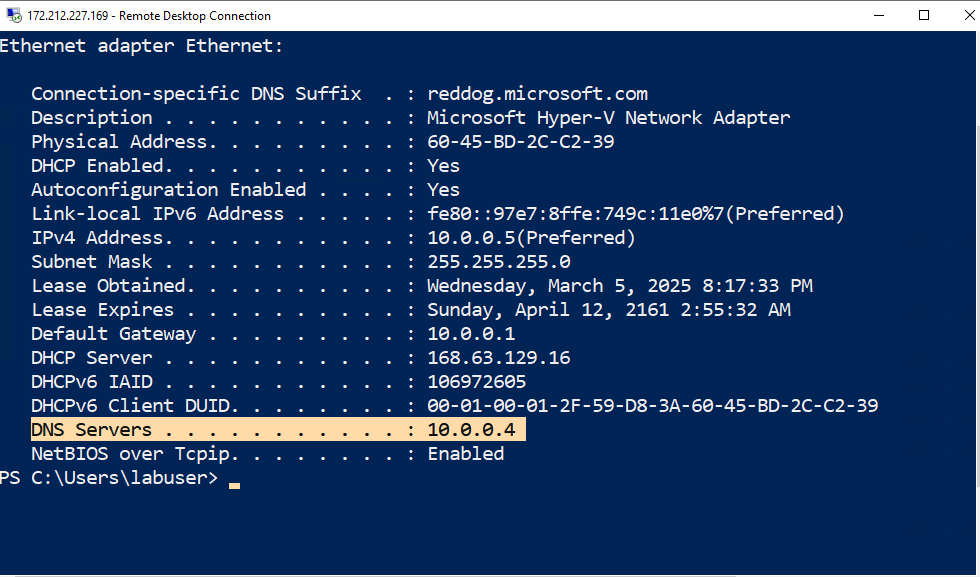 172.212.227.169 - Remote Desktop Connection
Ethernet adapter Ethernet:
Connection-specific DNS Suffix  . : reddog.microsoft.com
Description . . . . . . . . . . . : Microsoft Hyper-V Network Adapter
Physical Address. . . . . . . . . : 60-45-BD-2C-C2-39
DHCP Enabled. . . . . . . . . . . : Yes
Autoconfiguration Enabled . . . . : Yes
Link-local IPv6 Address . . . . . : fe80::97e7:8ffe:749c:11e0%7(Preferred)
IPv4 Address. . . . . . . . . . . : 10.0.0.5(Preferred)
Subnet Mask . . . . . . . . . . . : 255.255.255.0
Lease Obtained. . . . . . . . . . : Wednesday, March 5, 2025 8:17:33 PM
Lease Expires . . . . . . . . . . : Sunday, April 12, 2161 2:55:32 AM
Default Gateway . . . . . . . . . : 10.0.0.1
DHCP Server . . . . . . . . . . . : 168.63.129.16
DHCPv6 IAID . . . . . . . . . . . : 106972605
DHCPv6 Client DUID. . . . . . . . : 00-01-00-01-2F-59-D8-3A-60-45-BD-2C-C2-39
DNS Servers . . . . . . . . . . . : 10.0.0.4
NetBIOS over Tcpip. . . . . . . . : Enabled
PS C:\Users\labuser>